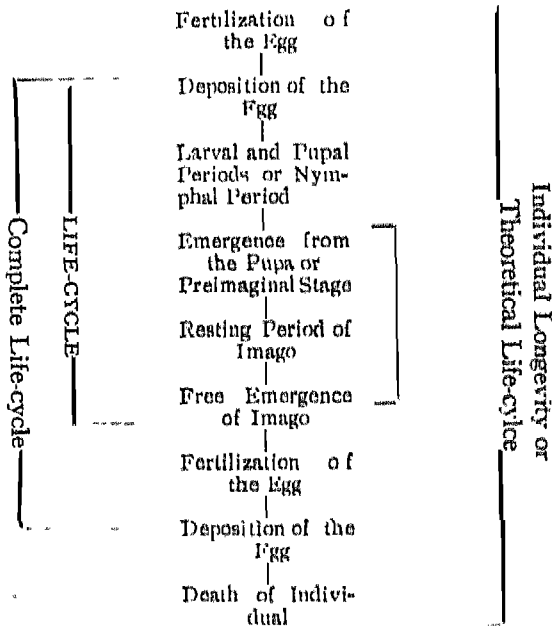 Fertilization of
the Egg
Deposition of the
Egg
Larval and Pupal
Periods or Nym-
phal Period
Emergence from
the Pupa or
Preimaginal Stage
Resting Period of
Imago
Free Emergence
of Imago
Fertilization of
the Egg
Deposition of the
Egg
Death of Indivi-
dual
Complete Life-cycle
LIFE-CYCLE
Individual Longevity or
Theoretical Life-cylce